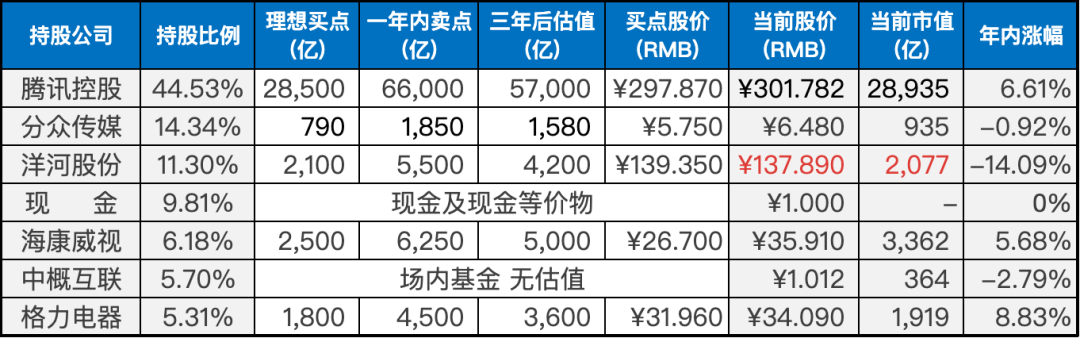 持股公司 持股比例 理想买点(亿) 一年内卖点(亿) 三年后估值(亿) 买点股价(RMB) 当前股价(RMB) 当前市值(亿) 年内涨幅
腾讯控股 44.53% 28,500 66,000 57,000 ¥297.870 ¥301.782 28,935 6.61%
分众传媒 14.34% 790 1,850 1,580 ¥5.750 ¥6.480 935 –0.92%
洋河股份 11.30% 2,100 5,500 4,200 ¥139.350 ¥137.890 2,077 –14.09%
现 金 9.81% 现金及现金等价物 ¥1.000 – 0%
海康威视 6.18% 2,500 6,250 5,000 ¥26.700 ¥35.910 3,362 5.68%
中概互联 5.70% 场内基金 无估值 ¥1.012 364 –2.79%
格力电器 5.31% 1,800 4,500 3,600 ¥31.960 ¥34.090 1,919 8.83%